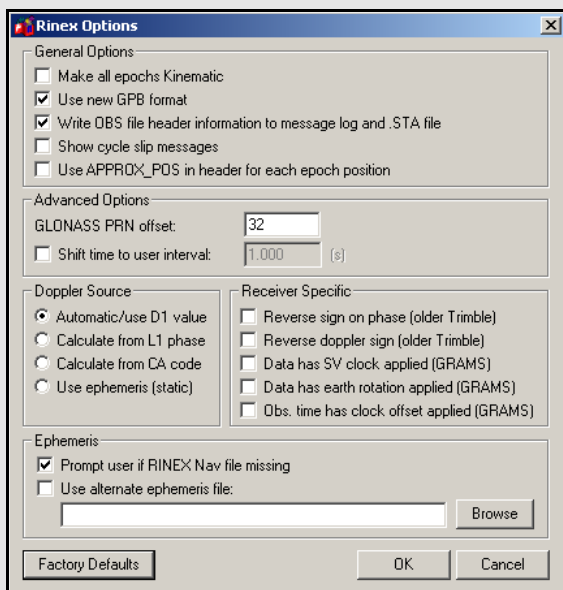 Rinex Options
General Options
Make all epochs Kinematic
Use new GPB format
Write OBS file header information to message log and .STA file
Show cycle slip messages
Use APPROX_POS in header for each epoch position
Advanced Options
GLONASS PRN offset: 32
Shift time to user interval: 1.000 (s)
Doppler Source
Automatic/use D1 value
Calculate from L1 phase
Calculate from CA code
Use ephemeris (static)
Receiver Specific
Reverse sign on phase (older Trimble)
Reverse doppler sign (older Trimble)
Data has SV clock applied (GRAMS)
Data has earth rotation applied (GRAMS)
Obs. time has clock offset applied (GRAMS)
Ephemeris
Prompt user if RINEX Nav file missing
Use alternate ephemeris file:
Browse
Factory Defaults OK Cancel